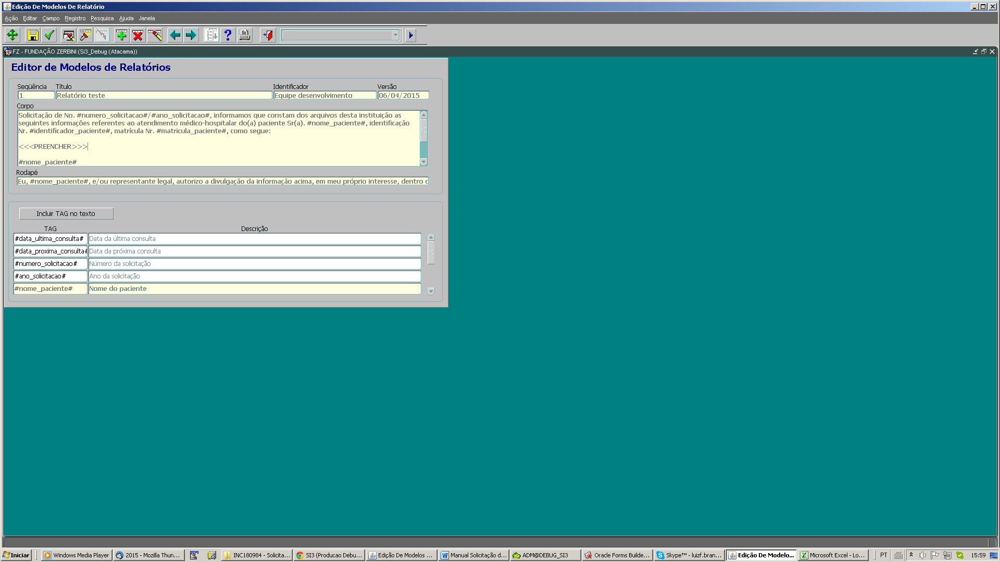 Edição De Modelos De Relatório
Ação Editar Campo Registro Pesquisa Ajuda Janela
FZ - FUNDAÇÃO ZERBINI (Si3_Debug (Atacama))
Editor de Modelos de Relatórios
Seqüência Título Identificador Versão
1 Relatório teste Equipe desenvolvimento 06/04/2015
Corpo
Solicitação de No. #numero_solicitacao#/#ano_solicitacao#, informamos que constam dos arquivos desta instituição as
seguintes informações referentes ao atendimento médico-hospitalar do(a) paciente Sr(a). #nome_paciente#, identificação
Nr. #identificador_paciente#, matrícula Nr. #matricula_paciente#, como segue:
<<<PREENCHER>>>
#nome_paciente#
Rodapé
Eu, #nome_paciente#, e/ou representante legal, autorizo a divulgação da informação acima, em meu próprio interesse, dentro
Incluir TAG no texto
TAG Descrição
#data_ultima_consulta# Data da última consulta
#data_proxima_consulta# Data da próxima consulta
#numero_solicitacao# Número da solicitação
#ano_solicitacao# Ano da solicitação
#nome_paciente# Nome do paciente
Iniciar Windows Media Player 2015 - Mozilla Thun... INC180984 - Solicita... SI3 (Producao Debu... Edição De Modelos ... Manual Solicitação d... ADM@DEBUG_SI3 Oracle Forms Builde... Skype™ - luizf.bran... Edição De Modelo... Microsoft Excel - Lo... PT 15:59